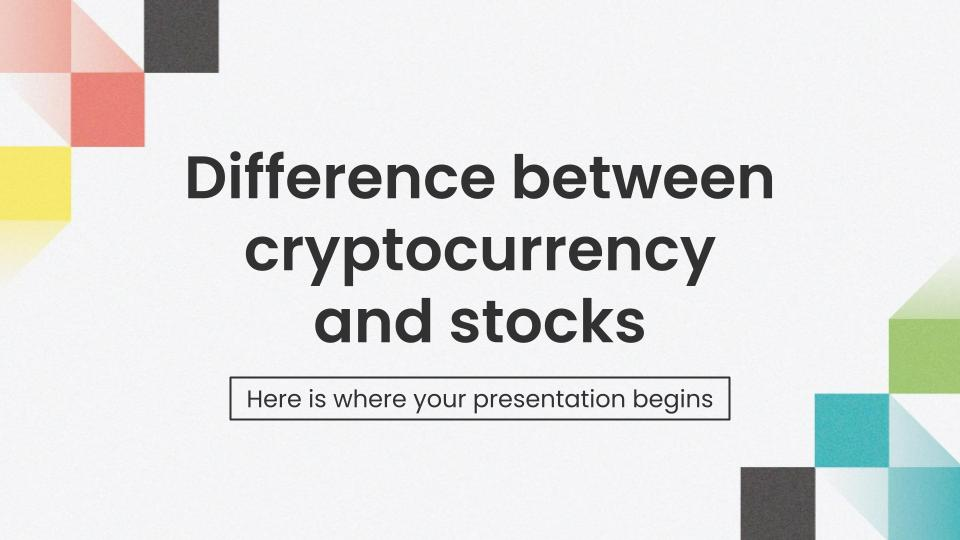 Difference between
cryptocurrency
and stocks
Here is where your presentation begins